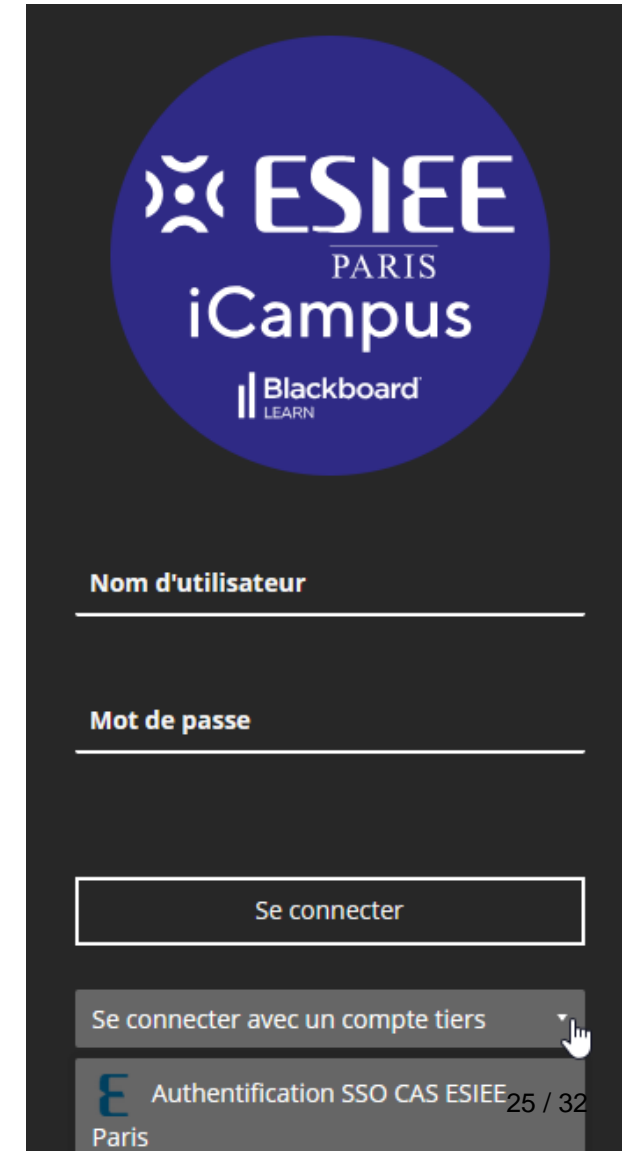 ESIEE
PARIS
iCampus
Blackboard
LEARN
Nom d'utilisateur
Mot de passe
Se connecter
Se connecter avec un compte tiers
Authentification SSO CAS ESIEE
Paris
25 / 32